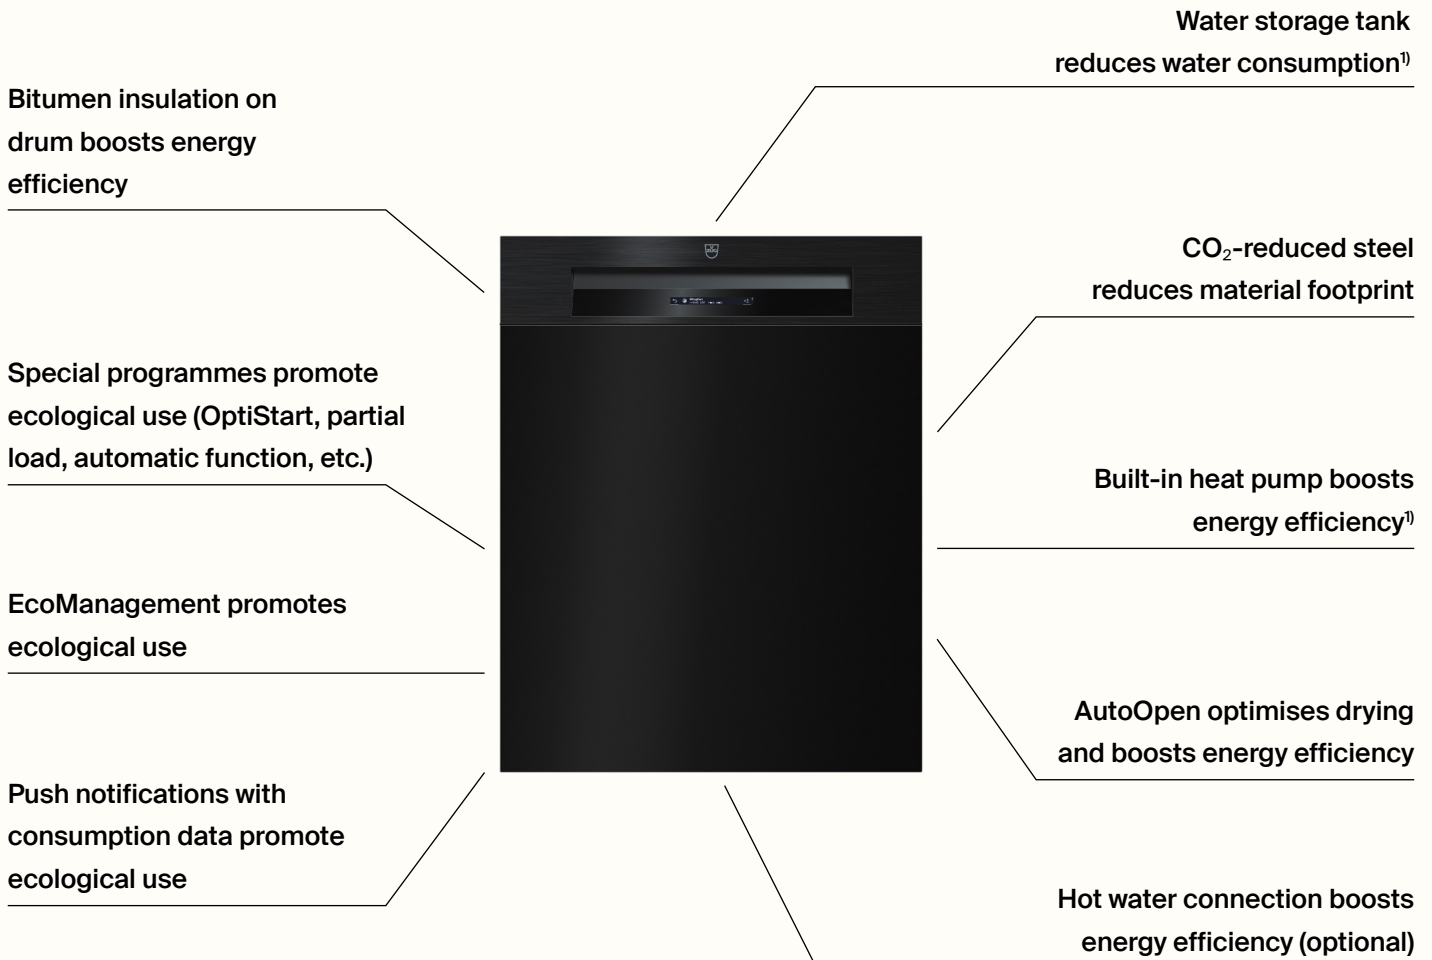 Water storage tank
reduces water consumption¹⁾
Bitumen insulation on
drum boosts energy
efficiency
CO₂-reduced steel
reduces material footprint
Special programmes promote
ecological use (OptiStart, partial
load, automatic function, etc.)
Built-in heat pump boosts
energy efficiency¹⁾
EcoManagement promotes
ecological use
AutoOpen optimises drying
and boosts energy efficiency
Push notifications with
consumption data promote
ecological use
Hot water connection boosts
energy efficiency (optional)